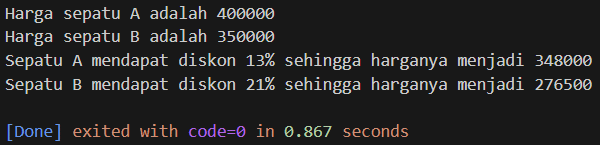 Harga sepatu A adalah 400000
Harga sepatu B adalah 350000
Sepatu A mendapat diskon 13% sehingga harganya menjadi 348000
Sepatu B mendapat diskon 21% sehingga harganya menjadi 276500
[Done] exited with code=0 in 0.867 seconds